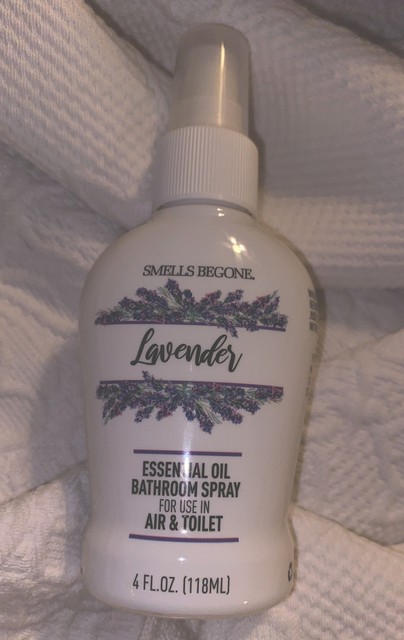 SMELLS BEGONE.
Lavender
ESSENTIAL OIL
BATHROOM SPRAY
FOR USE IN
AIR & TOILET
4 FL.OZ. (118ML)